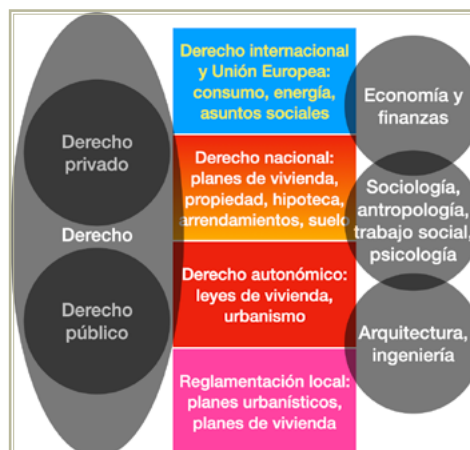 Derecho
privado
Derecho
Derecho
público
Derecho internacional
y Unión Europea:
consumo, energía,
asuntos sociales
Derecho nacional:
planes de vivienda,
propiedad, hipoteca,
arrendamientos, suelo
Derecho autonómico:
leyes de vivienda,
urbanismo
Reglamentación local:
planes urbanísticos,
planes de vivienda
Economía y
finanzas
Sociología,
antropología,
trabajo social,
psicología
Arquitectura,
ingeniería